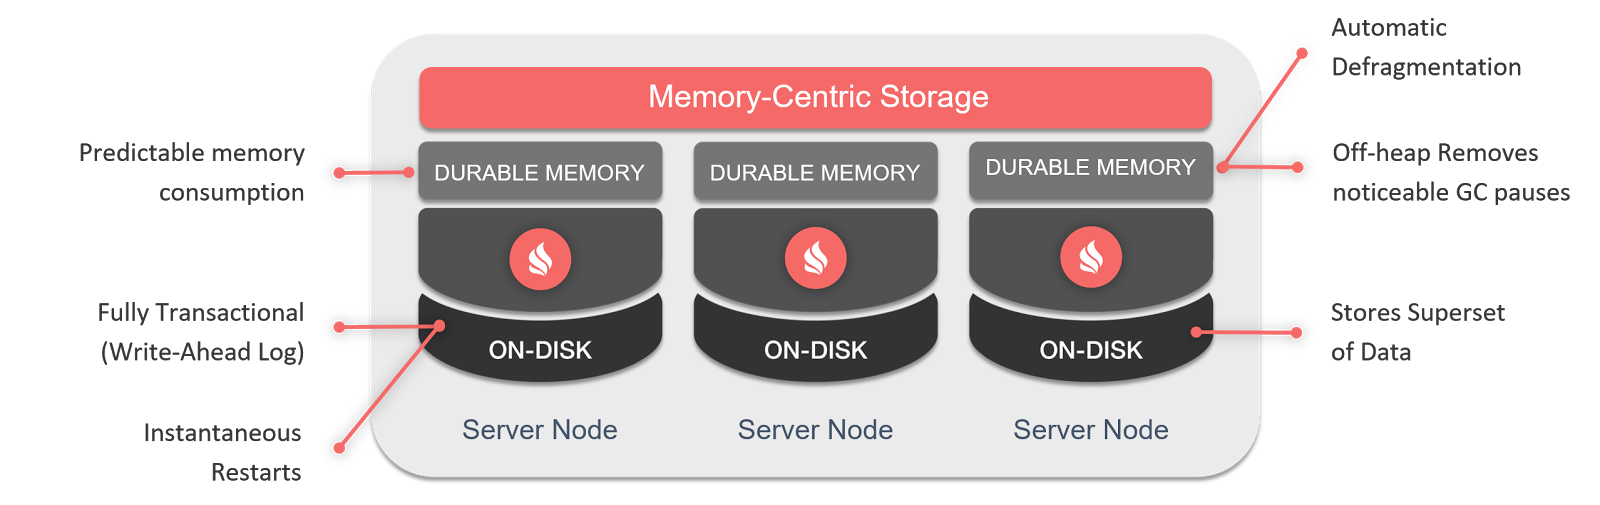 Memory-Centric Storage
Predictable memory
consumption
DURABLE MEMORY
DURABLE MEMORY
DURABLE MEMORY
Automatic
Defragmentation
Off-heap Removes
noticeable GC pauses
Fully Transactional
(Write-Ahead Log)
Instantaneous
Restarts
ON-DISK
ON-DISK
ON-DISK
Stores Superset
of Data
Server Node
Server Node
Server Node